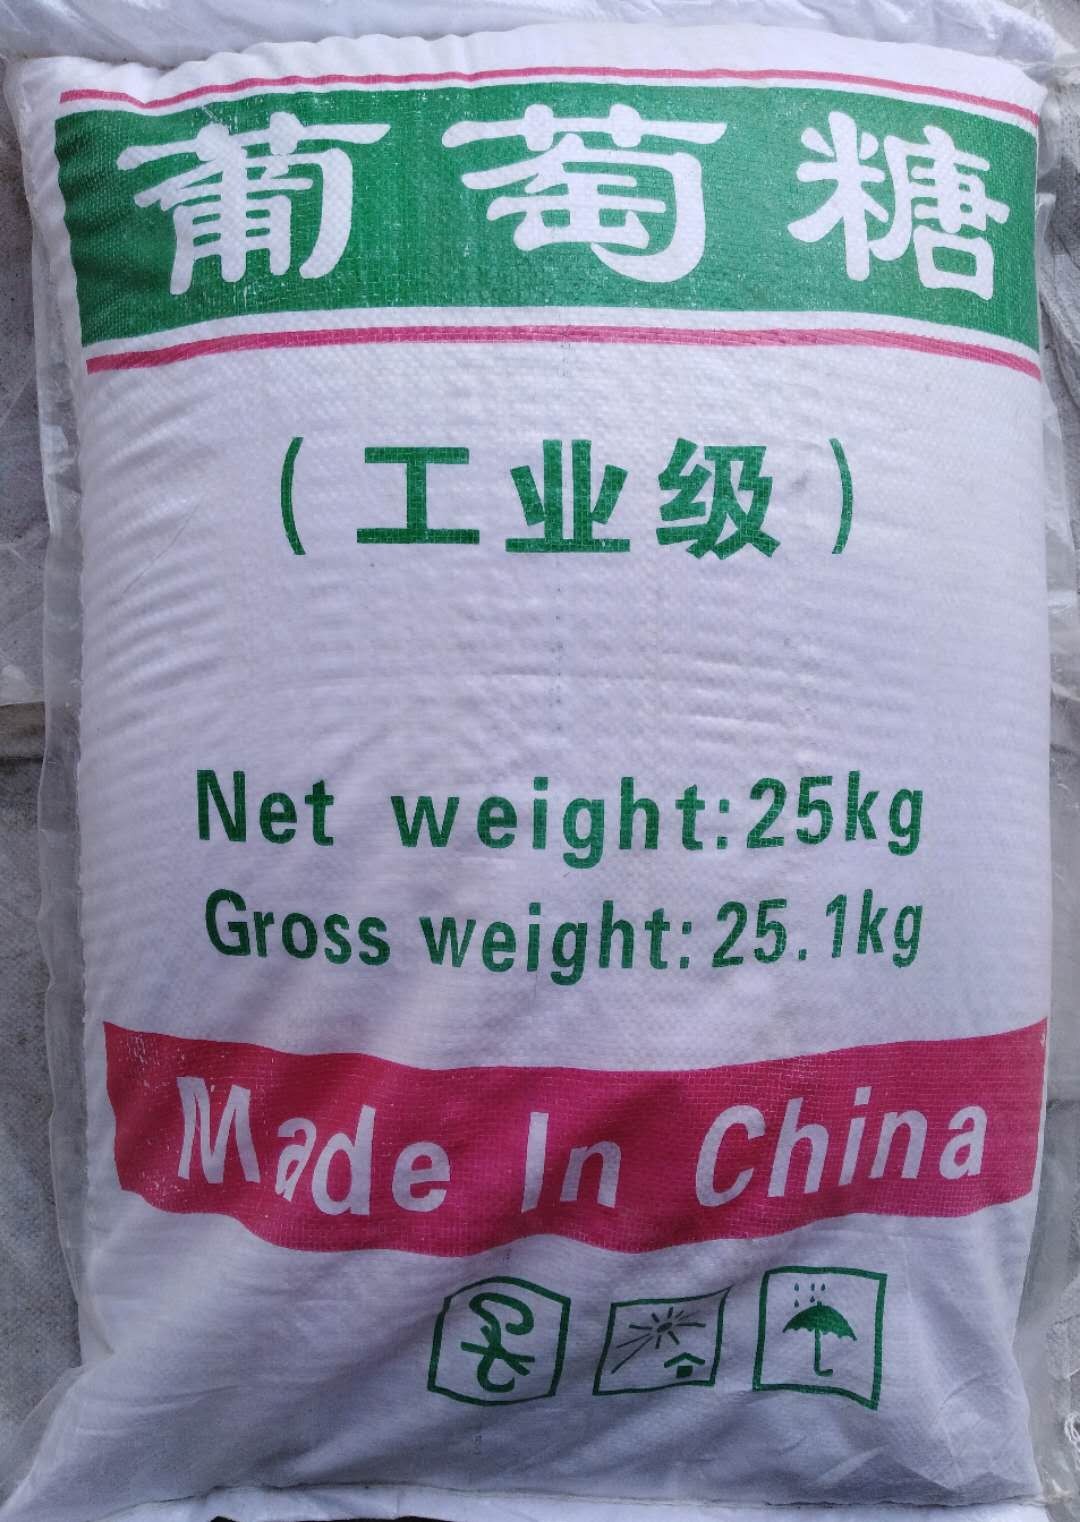 葡萄糖
（工业级）
Net weight:25kg
Gross weight:25.1kg
Made In China